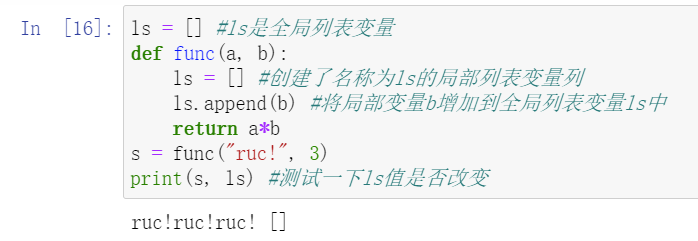 In [16]: ls = [] #ls是全局列表变量
def func(a, b):
    ls = [] #创建了名称为ls的局部列表变量列
    ls.append(b) #将局部变量b增加到全局列表变量ls中
    return a*b
s = func("ruc!", 3)
print(s, ls) #测试一下ls值是否改变
ruc!ruc!ruc! []